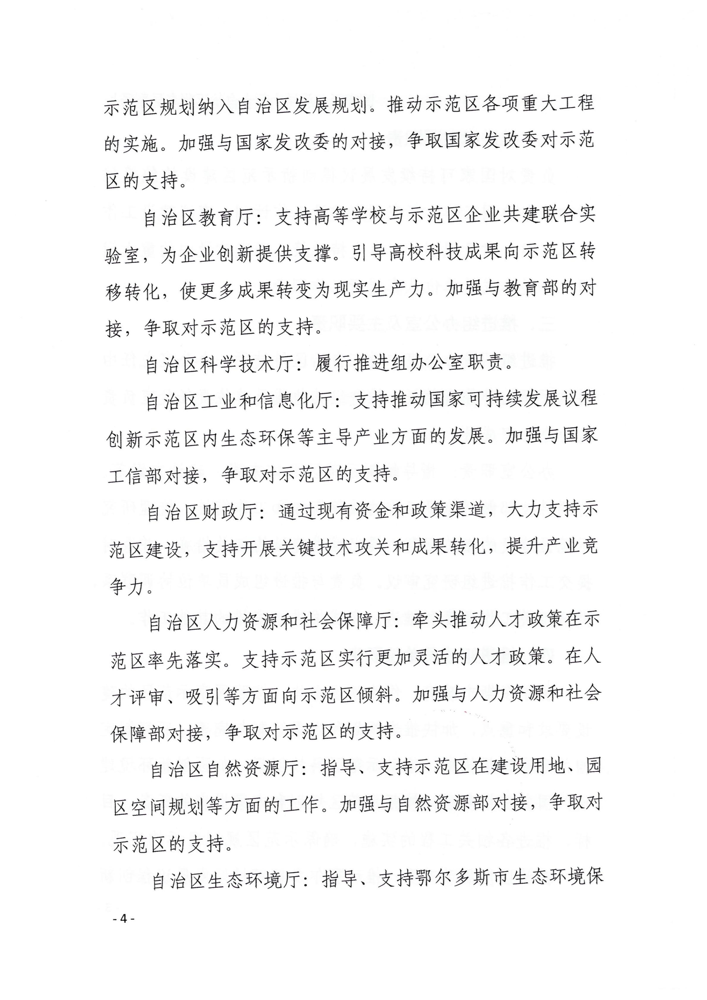 示范区规划纳入自治区发展规划。推动示范区各项重大工程
的实施。加强与国家发改委的对接，争取国家发改委对示范
区的支持。
自治区教育厅：支持高等学校与示范区企业共建联合实
验室，为企业创新提供支撑。引导高校科技成果向示范区转
移转化，使更多成果转变为现实生产力。加强与教育部的对
接，争取对示范区的支持。
自治区科学技术厅：履行推进组办公室职责。
自治区工业和信息化厅：支持推动国家可持续发展议程
创新示范区内生态环保等主导产业方面的发展。加强与国家
工信部对接，争取对示范区的支持。
自治区财政厅：通过现有资金和政策渠道，大力支持示
范区建设，支持开展关键技术攻关和成果转化，提升产业竞
争力。
自治区人力资源和社会保障厅：牵头推动人才政策在示
范区率先落实。支持示范区实行更加灵活的人才政策。在人
才评审、吸引等方面向示范区倾斜。加强与人力资源和社会
保障部对接，争取对示范区的支持。
自治区自然资源厅：指导、支持示范区在建设用地、园
区空间规划等方面的工作。加强与自然资源部对接，争取对
示范区的支持。
自治区生态环境厅：指导、支持鄂尔多斯市生态环境保
- 4 -